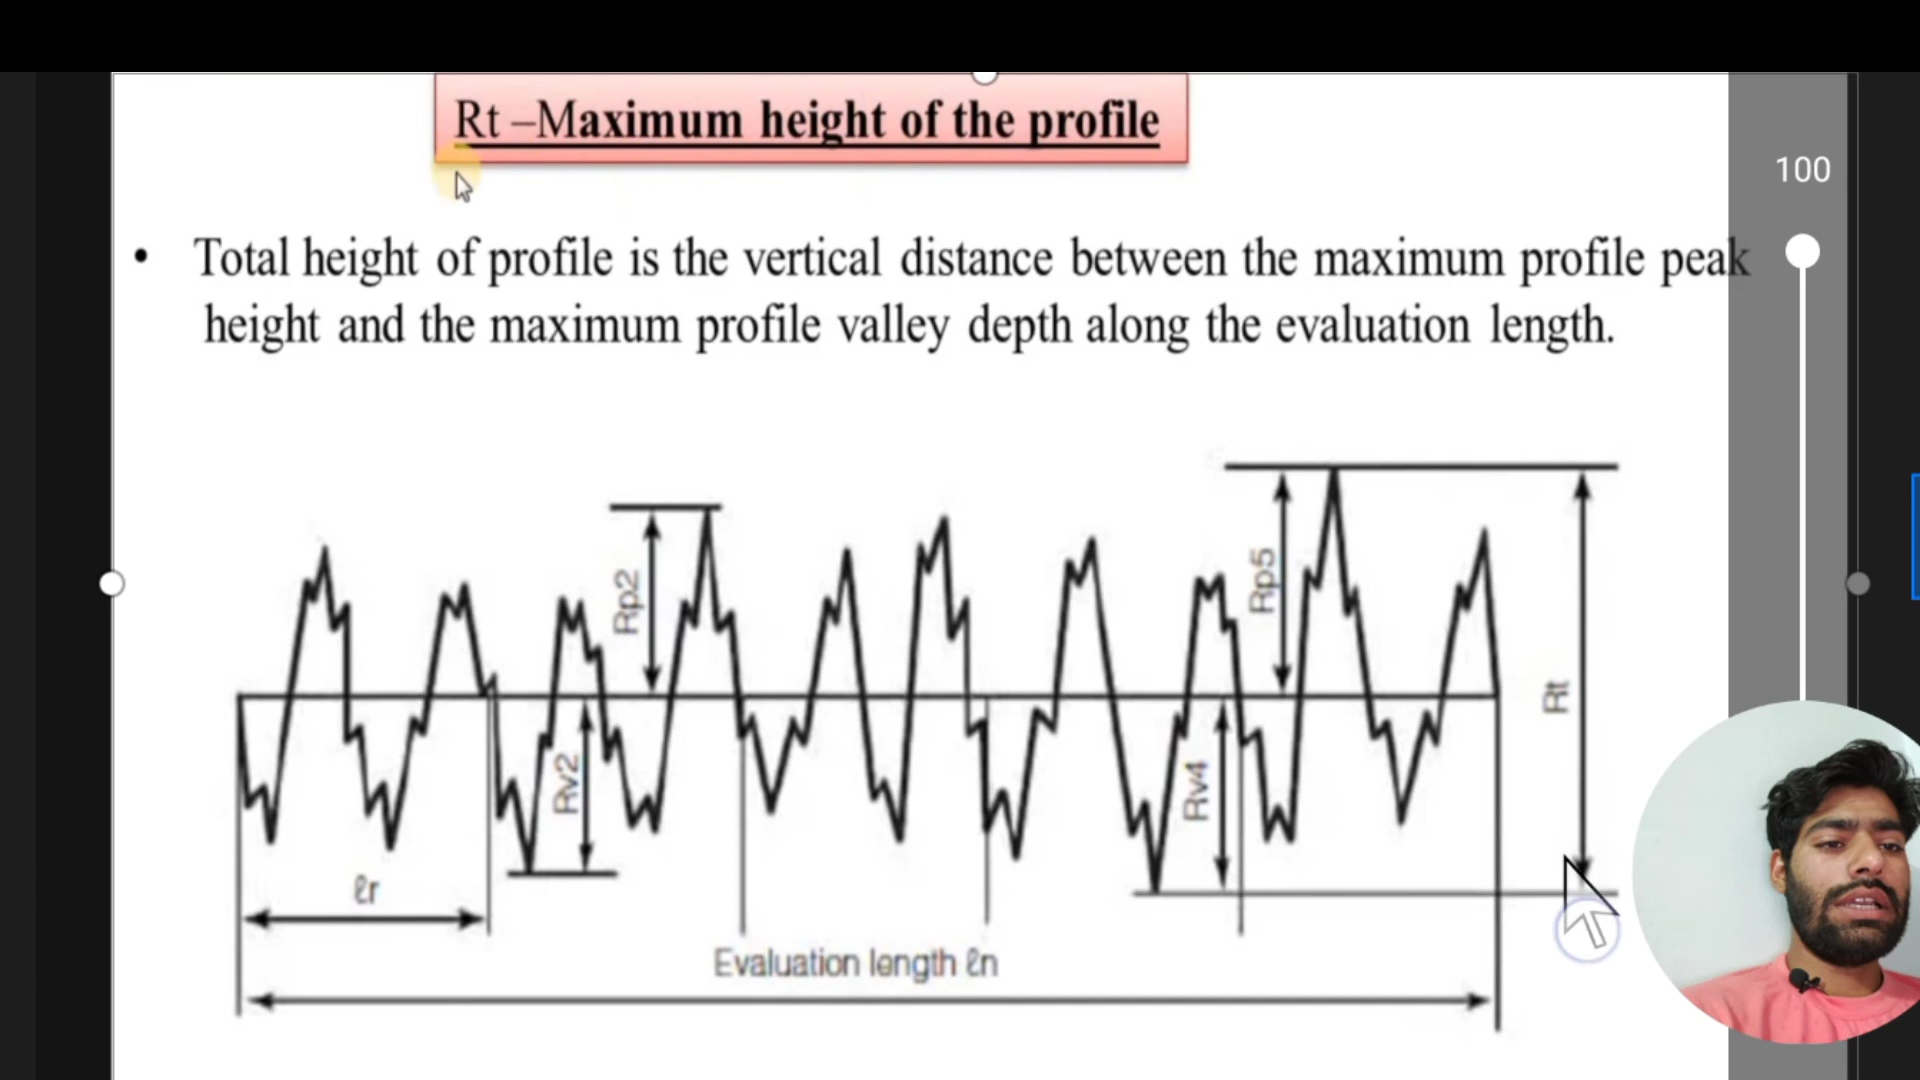 Rt –Maximum height of the profile
100
• Total height of profile is the vertical distance between the maximum profile peak
height and the maximum profile valley depth along the evaluation length.
Rp2
Rp5
Rt
Rv2
Rv4
ℓr
Evaluation length ℓn